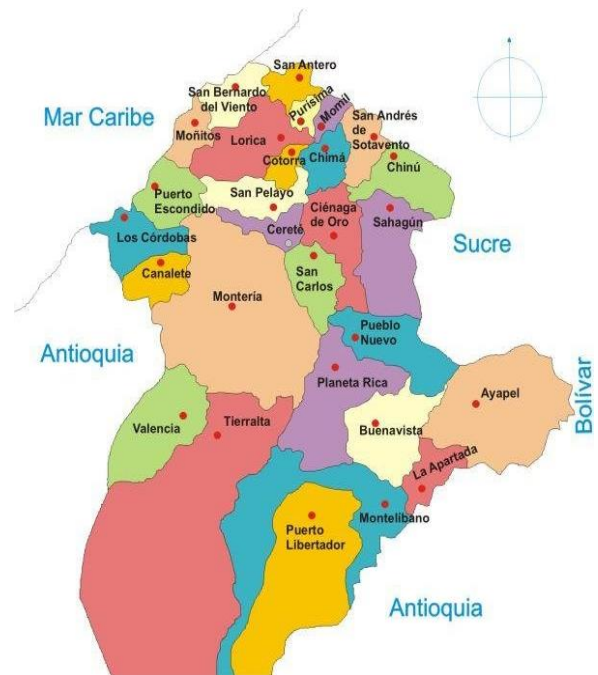 San Antero
San Bernardo
del Viento
Purísima
Momil
Mar Caribe
San Andrés
de
Sotavento
Moñitos
Lorica
Cotorra
Chimá
Chinú
San Pelayo
Puerto
Escondido
Ciénaga
de Oro
Sahagún
Cereté
Los Córdobas
Sucre
Canalete
San
Carlos
Montería
Pueblo
Nuevo
Antioquia
Planeta Rica
Ayapel
Bolívar
Valencia
Tierralta
Buenavista
La Apartada
Montelíbano
Puerto
Libertador
Antioquia